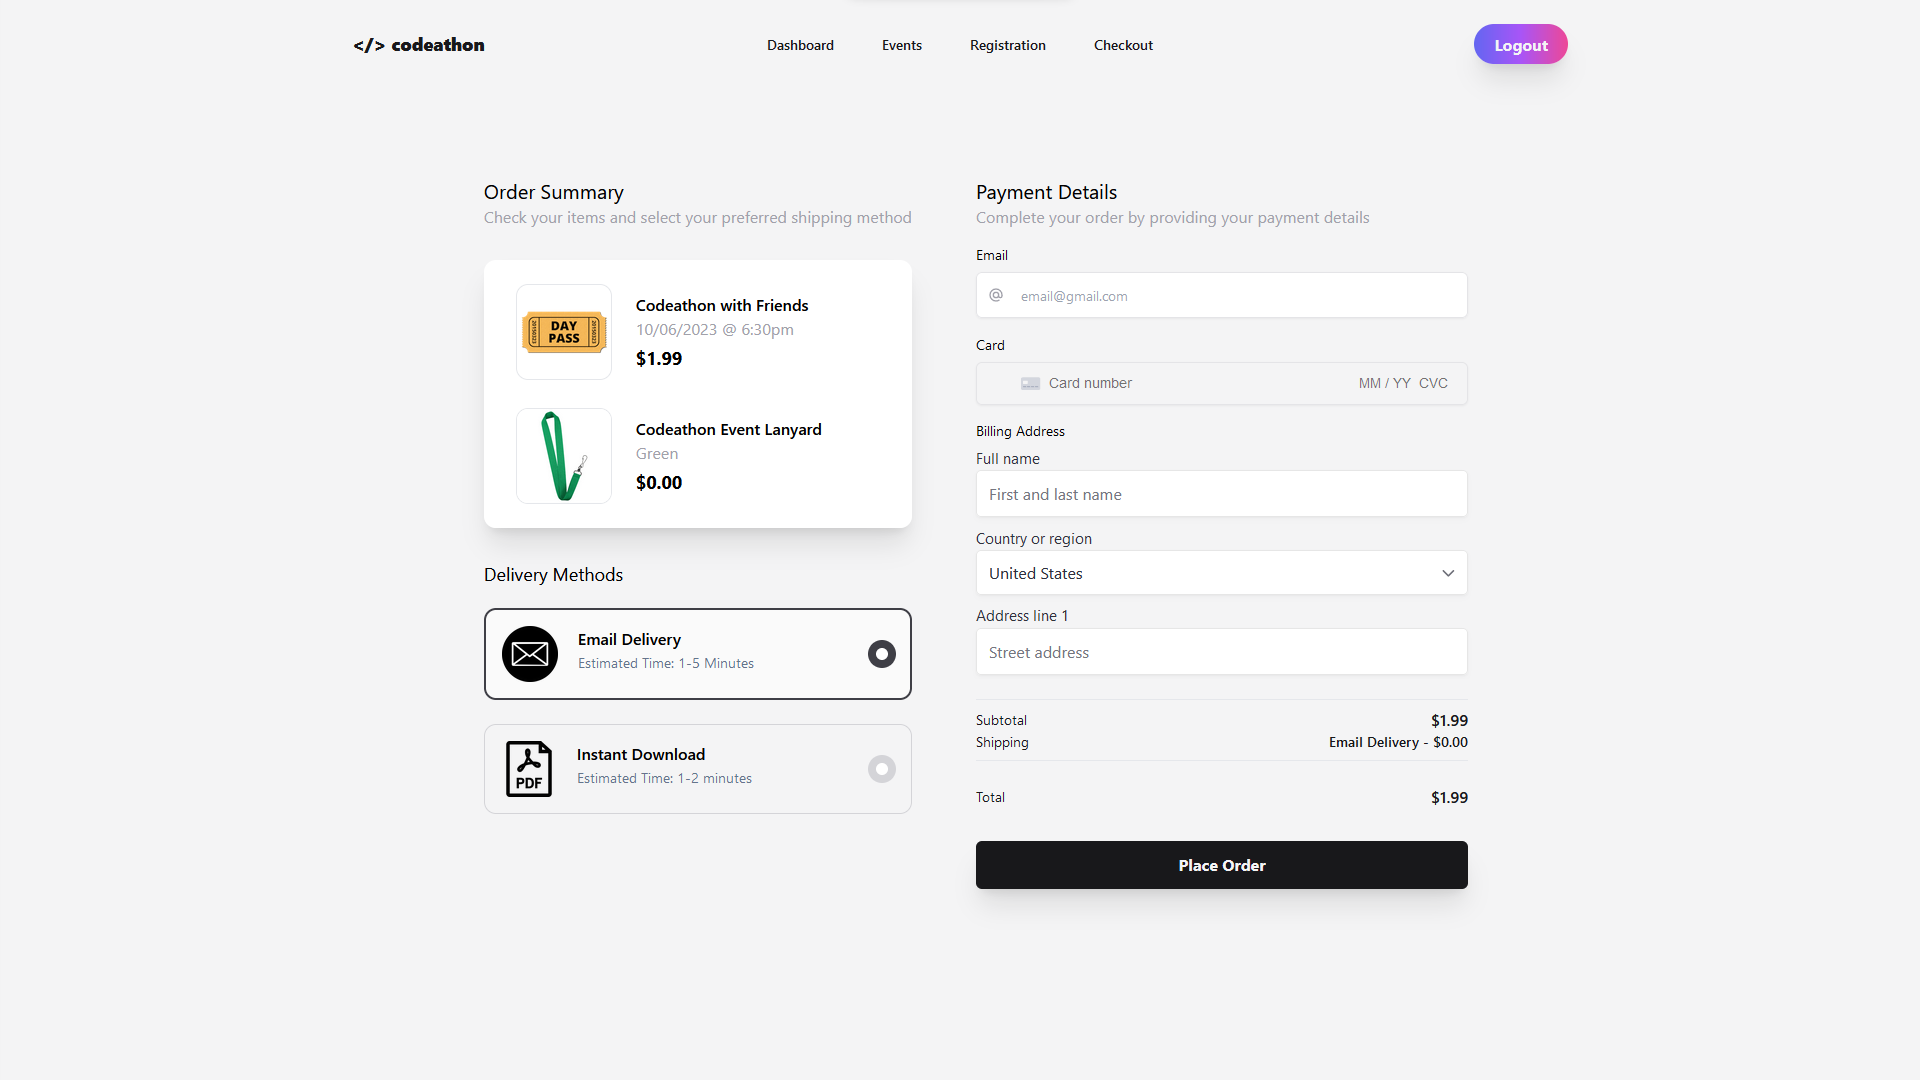 </> codeathon
Dashboard
Events
Registration
Checkout
Logout
Order Summary
Check your items and select your preferred shipping method
DAY
PASS
Codeathon with Friends
10/06/2023 @ 6:30pm
$1.99
Codeathon Event Lanyard
Green
$0.00
Delivery Methods
Email Delivery
Estimated Time: 1-5 Minutes
PDF
Instant Download
Estimated Time: 1-2 minutes
Payment Details
Complete your order by providing your payment details
Email
@ email@gmail.com
Card
Card number MM / YY CVC
Billing Address
Full name
First and last name
Country or region
United States
Address line 1
Street address
Subtotal $1.99
Shipping Email Delivery - $0.00
Total $1.99
Place Order